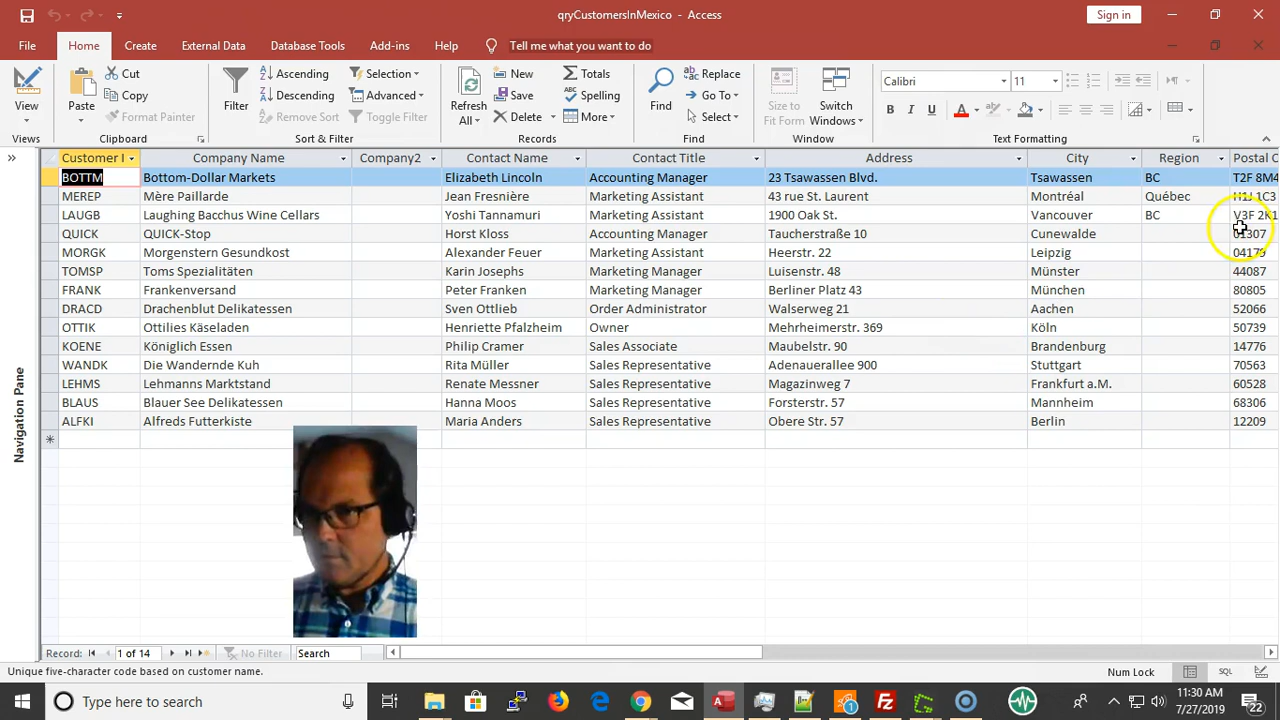 qryCustomersInMexico - Access
Sign in
File Home Create External Data Database Tools Add-ins Help Tell me what you want to do
View
Views
Paste
Cut
Copy
Format Painter
Clipboard
Filter
Ascending
Descending
Remove Sort
Selection
Advanced
Toggle Filter
Sort & Filter
Refresh All
New
Save
Delete
Totals
Spelling
More
Records
Find
Replace
Go To
Select
Find
Size to Fit Form
Switch Windows
Window
Calibri 11
B I U A
Text Formatting
Customer I Company Name Company2 Contact Name Contact Title Address City Region Postal C
BOTTM Bottom-Dollar Markets Elizabeth Lincoln Accounting Manager 23 Tsawassen Blvd. Tsawassen BC T2F 8M4
MEREP Mère Paillarde Jean Fresnière Marketing Assistant 43 rue St. Laurent Montréal Québec H1J 1C3
LAUGB Laughing Bacchus Wine Cellars Yoshi Tannamuri Marketing Assistant 1900 Oak St. Vancouver BC V3F 2K1
QUICK QUICK-Stop Horst Kloss Accounting Manager Taucherstraße 10 Cunewalde 01307
MORGK Morgenstern Gesundkost Alexander Feuer Marketing Assistant Heerstr. 22 Leipzig 04179
TOMSP Toms Spezialitäten Karin Josephs Marketing Manager Luisenstr. 48 Münster 44087
FRANK Frankenversand Peter Franken Marketing Manager Berliner Platz 43 München 80805
DRACD Drachenblut Delikatessen Sven Ottlieb Order Administrator Walserweg 21 Aachen 52066
OTTIK Ottilies Käseladen Henriette Pfalzheim Owner Mehrheimerstr. 369 Köln 50739
KOENE Königlich Essen Philip Cramer Sales Associate Maubelstr. 90 Brandenburg 14776
WANDK Die Wandernde Kuh Rita Müller Sales Representative Adenauerallee 900 Stuttgart 70563
LEHMS Lehmanns Marktstand Renate Messner Sales Representative Magazinweg 7 Frankfurt a.M. 60528
BLAUS Blauer See Delikatessen Hanna Moos Sales Representative Forsterstr. 57 Mannheim 68306
ALFKI Alfreds Futterkiste Maria Anders Sales Representative Obere Str. 57 Berlin 12209
Navigation Pane
Record: 1 of 14 No Filter Search
Unique five-character code based on customer name. Num Lock SQL
Type here to search
11:30 AM
7/27/2019
22